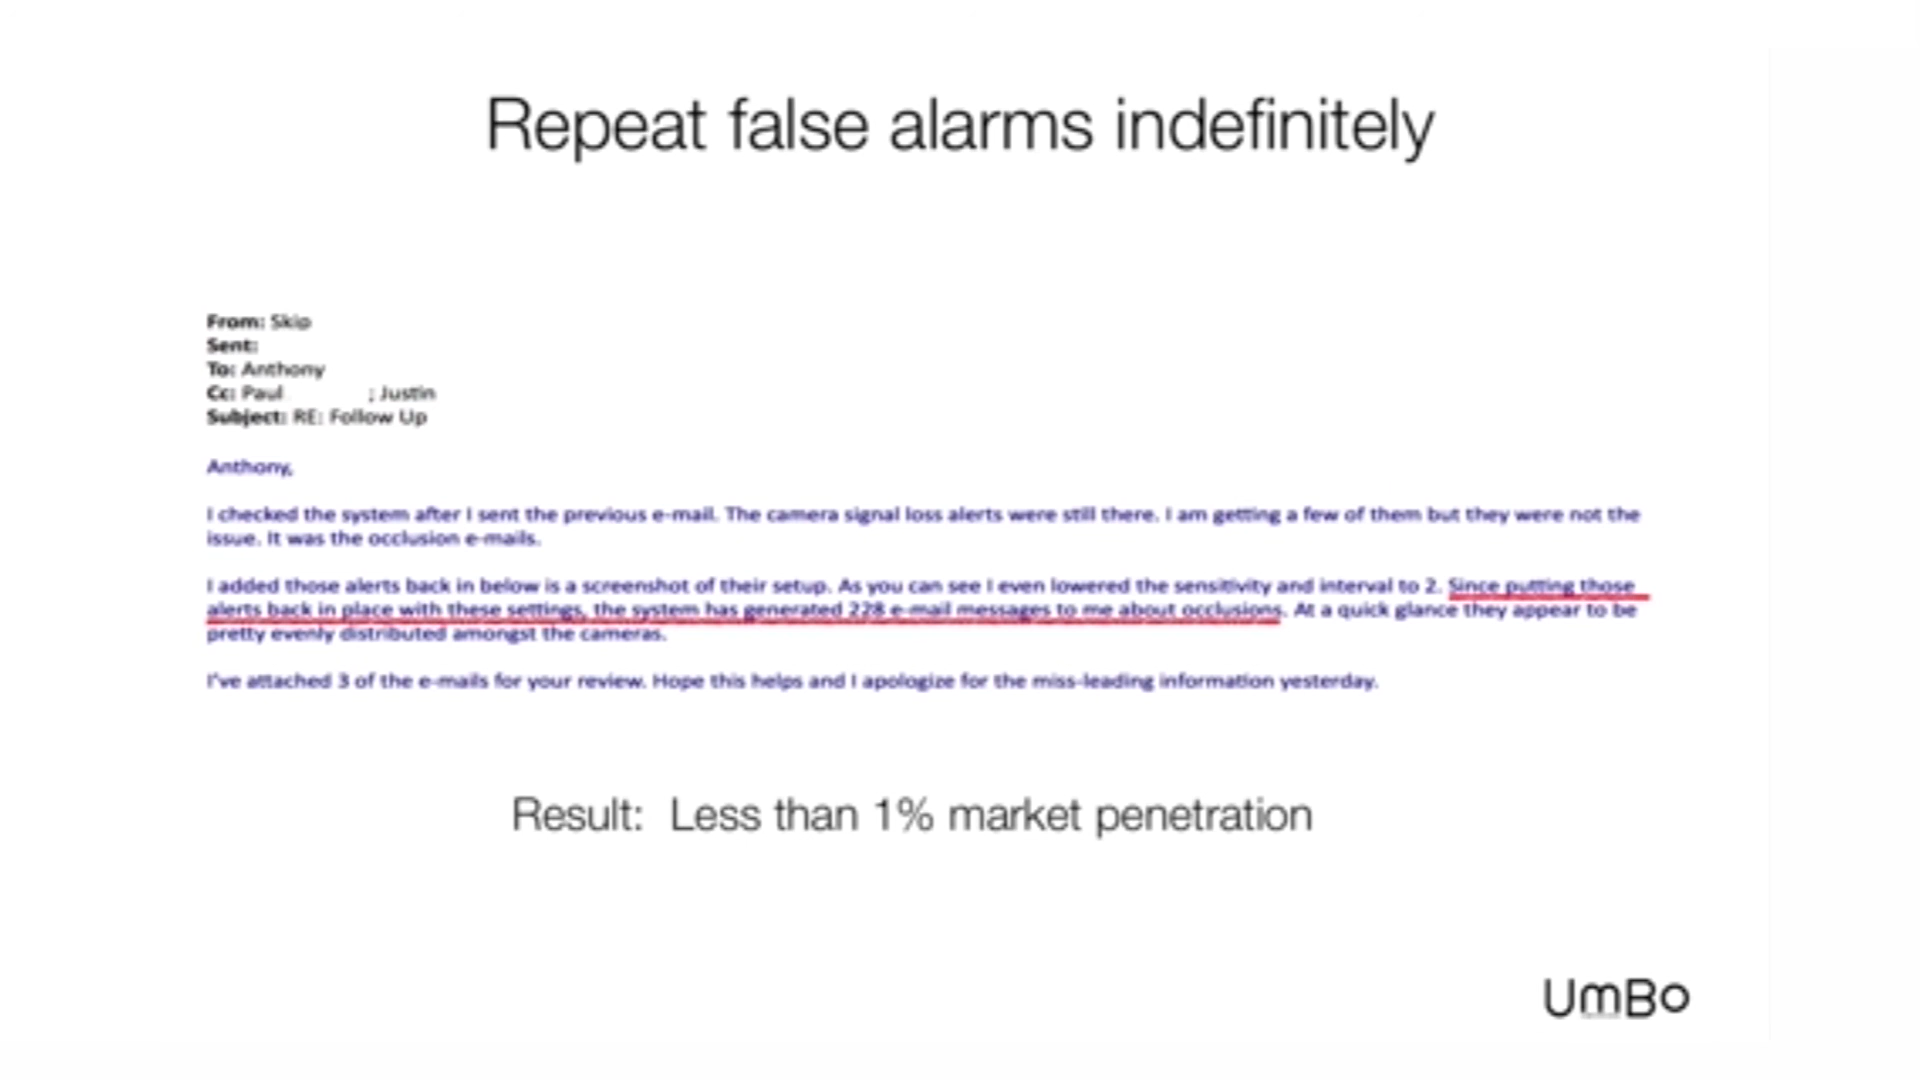 Repeat false alarms indefinitely
From: Skip
Sent:
To: Anthony
Cc: Paul ; Justin
Subject: RE: Follow Up
Anthony,
I checked the system after I sent the previous e-mail. The camera signal loss alerts were still there. I am getting a few of them but they were not the
issue. It was the occlusion e-mails.
I added those alerts back in below is a screenshot of their setup. As you can see I even lowered the sensitivity and interval to 2. Since putting those
alerts back in place with these settings, the system has generated 228 e-mail messages to me about occlusions. At a quick glance they appear to be
pretty evenly distributed amongst the cameras.
I've attached 3 of the e-mails for your review. Hope this helps and I apologize for the miss-leading information yesterday.
Result: Less than 1% market penetration
UmBo